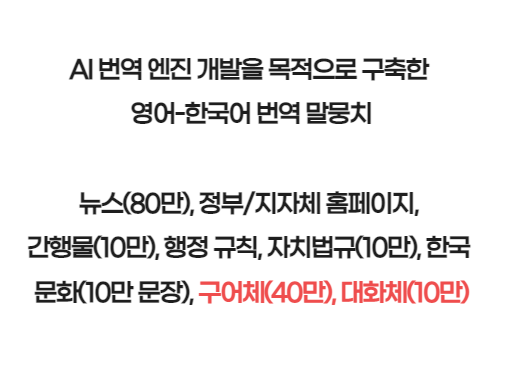 AI 번역 엔진 개발을 목적으로 구축한
영어-한국어 번역 말뭉치
뉴스(80만), 정부/지자체 홈페이지,
간행물(10만), 행정 규칙, 자치법규(10만), 한국
문화(10만 문장), 구어체(40만), 대화체(10만)